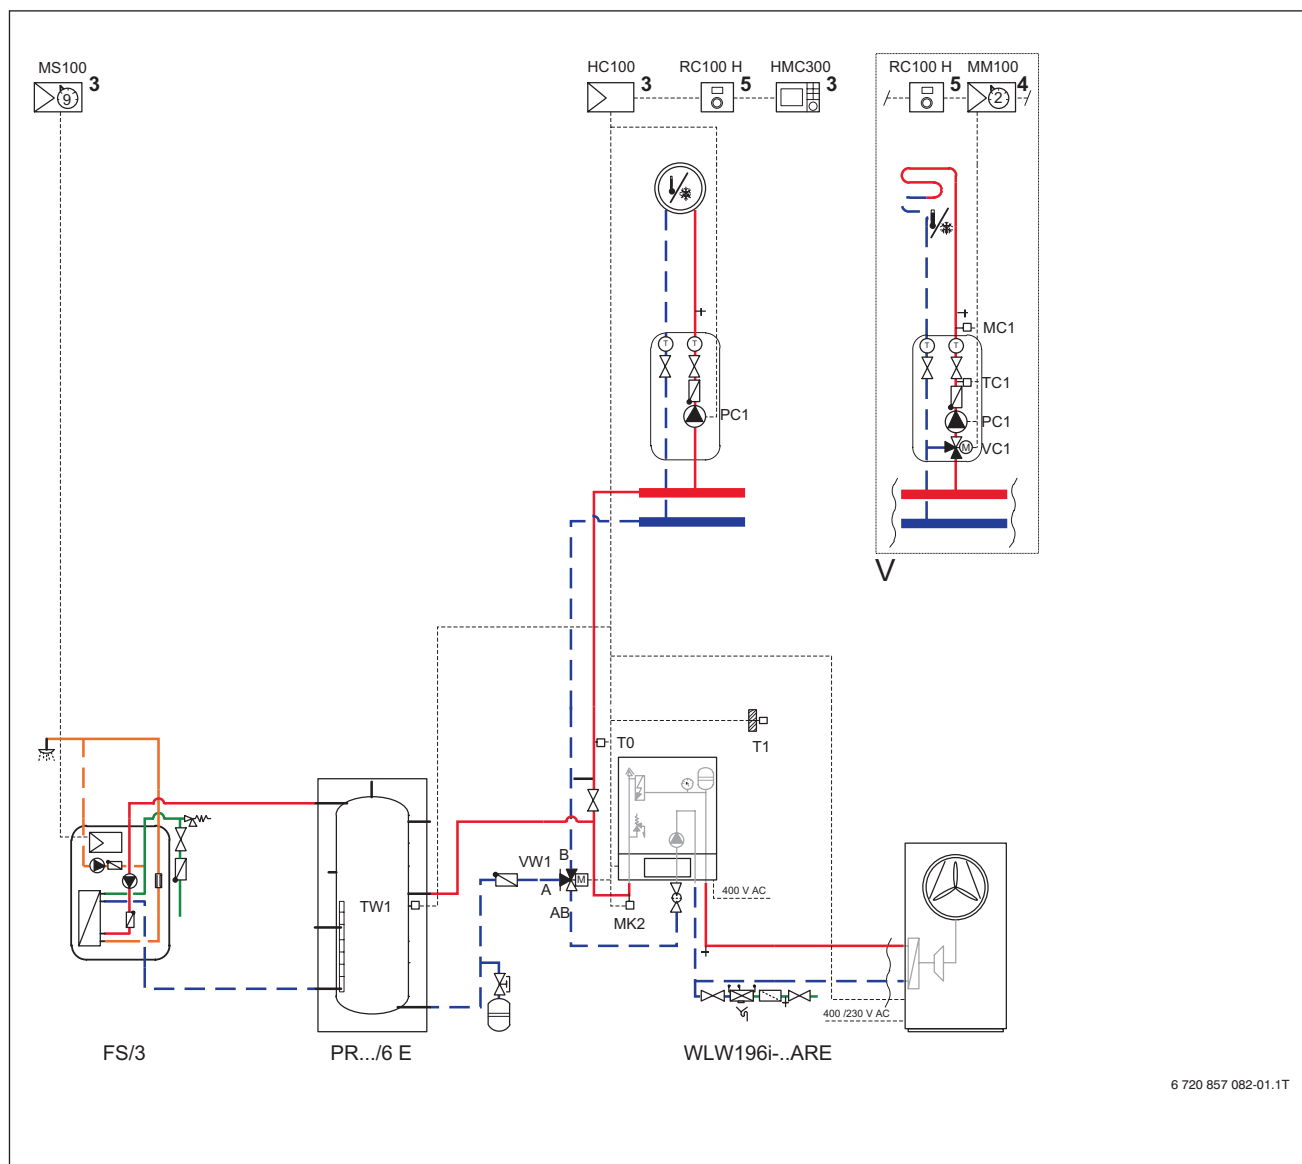 MS100 3
9
HC100 3
RC100 H 5
HMC300 3
RC100 H 5
MM100 4
2
T T
PC1
MC1
T T
TC1
PC1
M VC1
V
T0
T1
B
VW1
M
A
AB
TW1
MK2
400 V AC
400 /230 V AC
FS/3
PR.../6 E
WLW196i-..ARE
6 720 857 082-01.1T